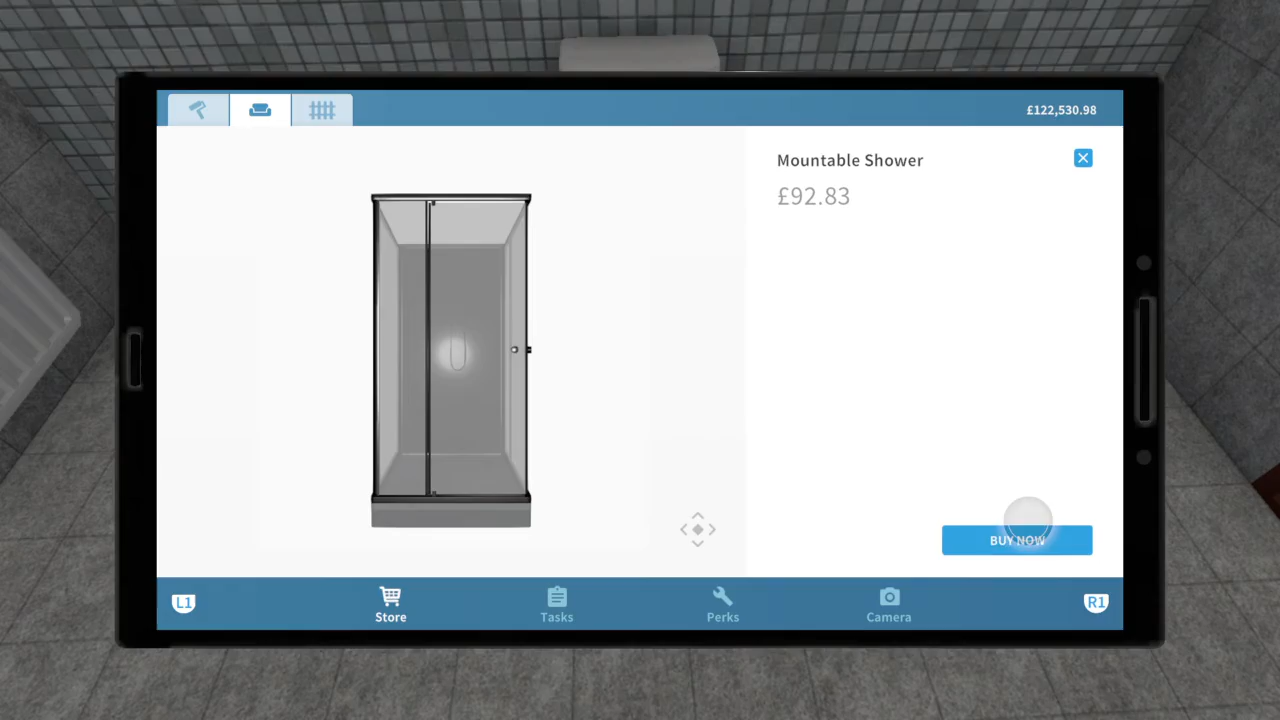 £122,530.98
Mountable Shower
£92.83
BUY NOW
L1
Store
Tasks
Perks
Camera
R1